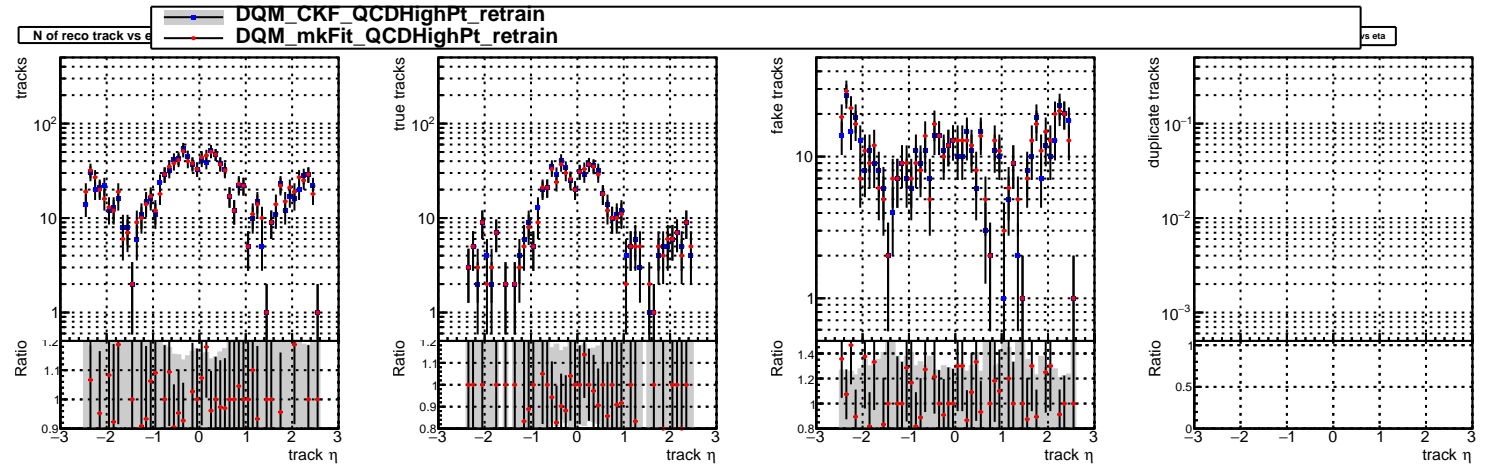 DQM_CKF_QCDHighPt_retrain
DQM_mkFit_QCDHighPt_retrain
N of reco track vs e
vs eta
tracks
10²
10
1
Ratio
1.2
1.1
1
0.9
−3 −2 −1 0 1 2 3
track η
true tracks
10²
10
1
Ratio
1.2
1.1
1
0.9
0.8
−3 −2 −1 0 1 2 3
track η
fake tracks
10
1
Ratio
1.4
1.2
1
0.8
−3 −2 −1 0 1 2 3
track η
duplicate tracks
10⁻¹
10⁻²
10⁻³
Ratio
1
0.5
0
−3 −2 −1 0 1 2 3
track η